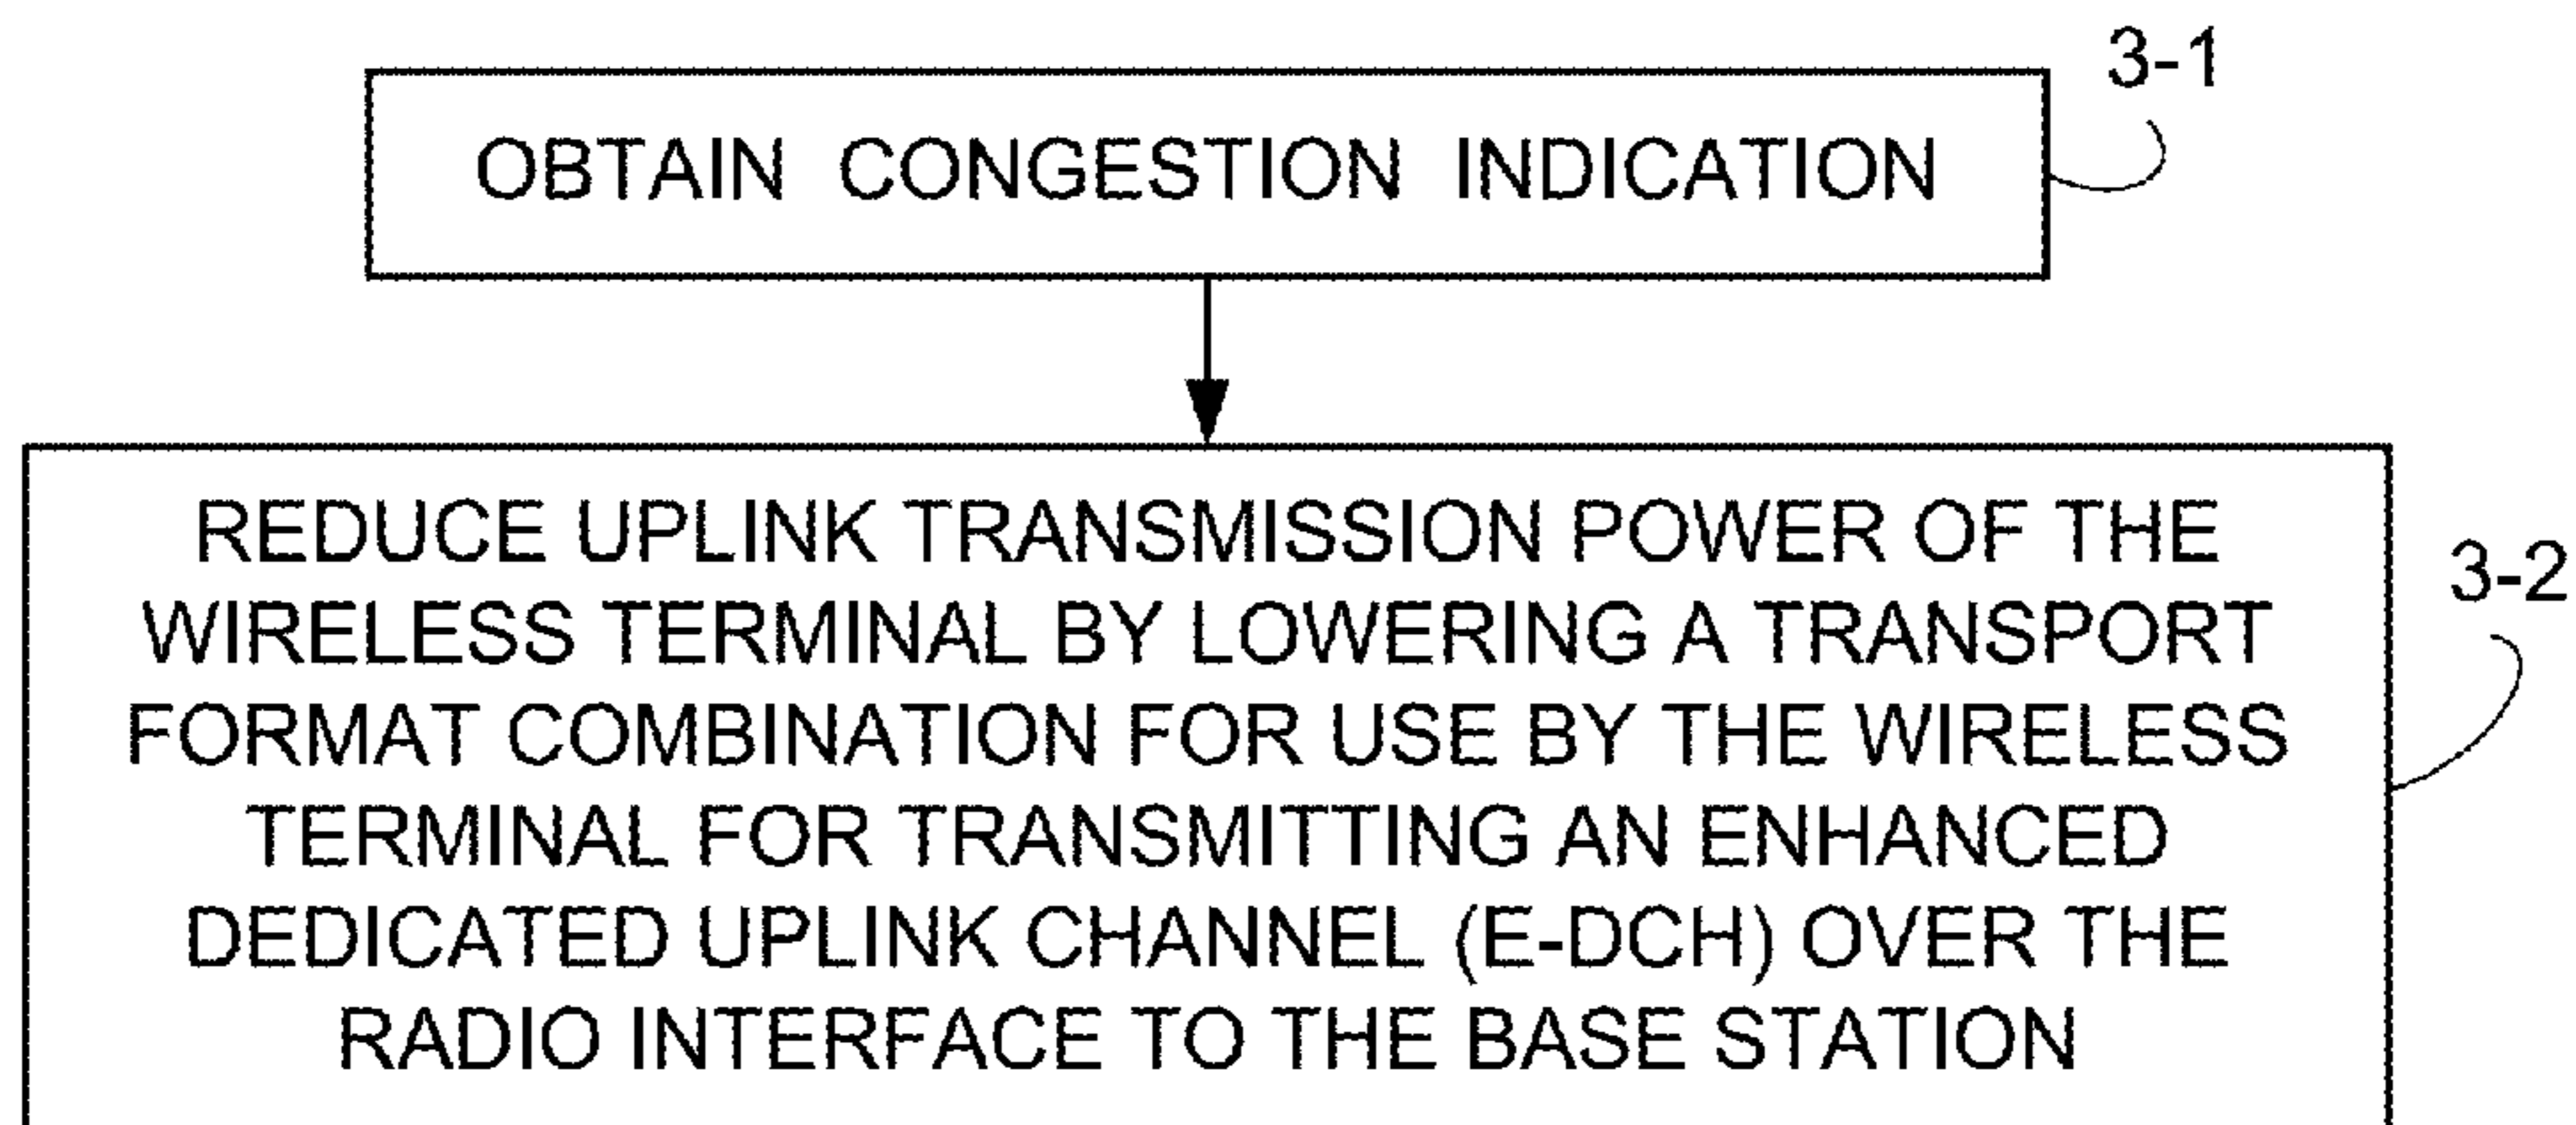 3-1
OBTAIN CONGESTION INDICATION
REDUCE UPLINK TRANSMISSION POWER OF THE
WIRELESS TERMINAL BY LOWERING A TRANSPORT
FORMAT COMBINATION FOR USE BY THE WIRELESS
TERMINAL FOR TRANSMITTING AN ENHANCED
DEDICATED UPLINK CHANNEL (E-DCH) OVER THE
RADIO INTERFACE TO THE BASE STATION
3-2